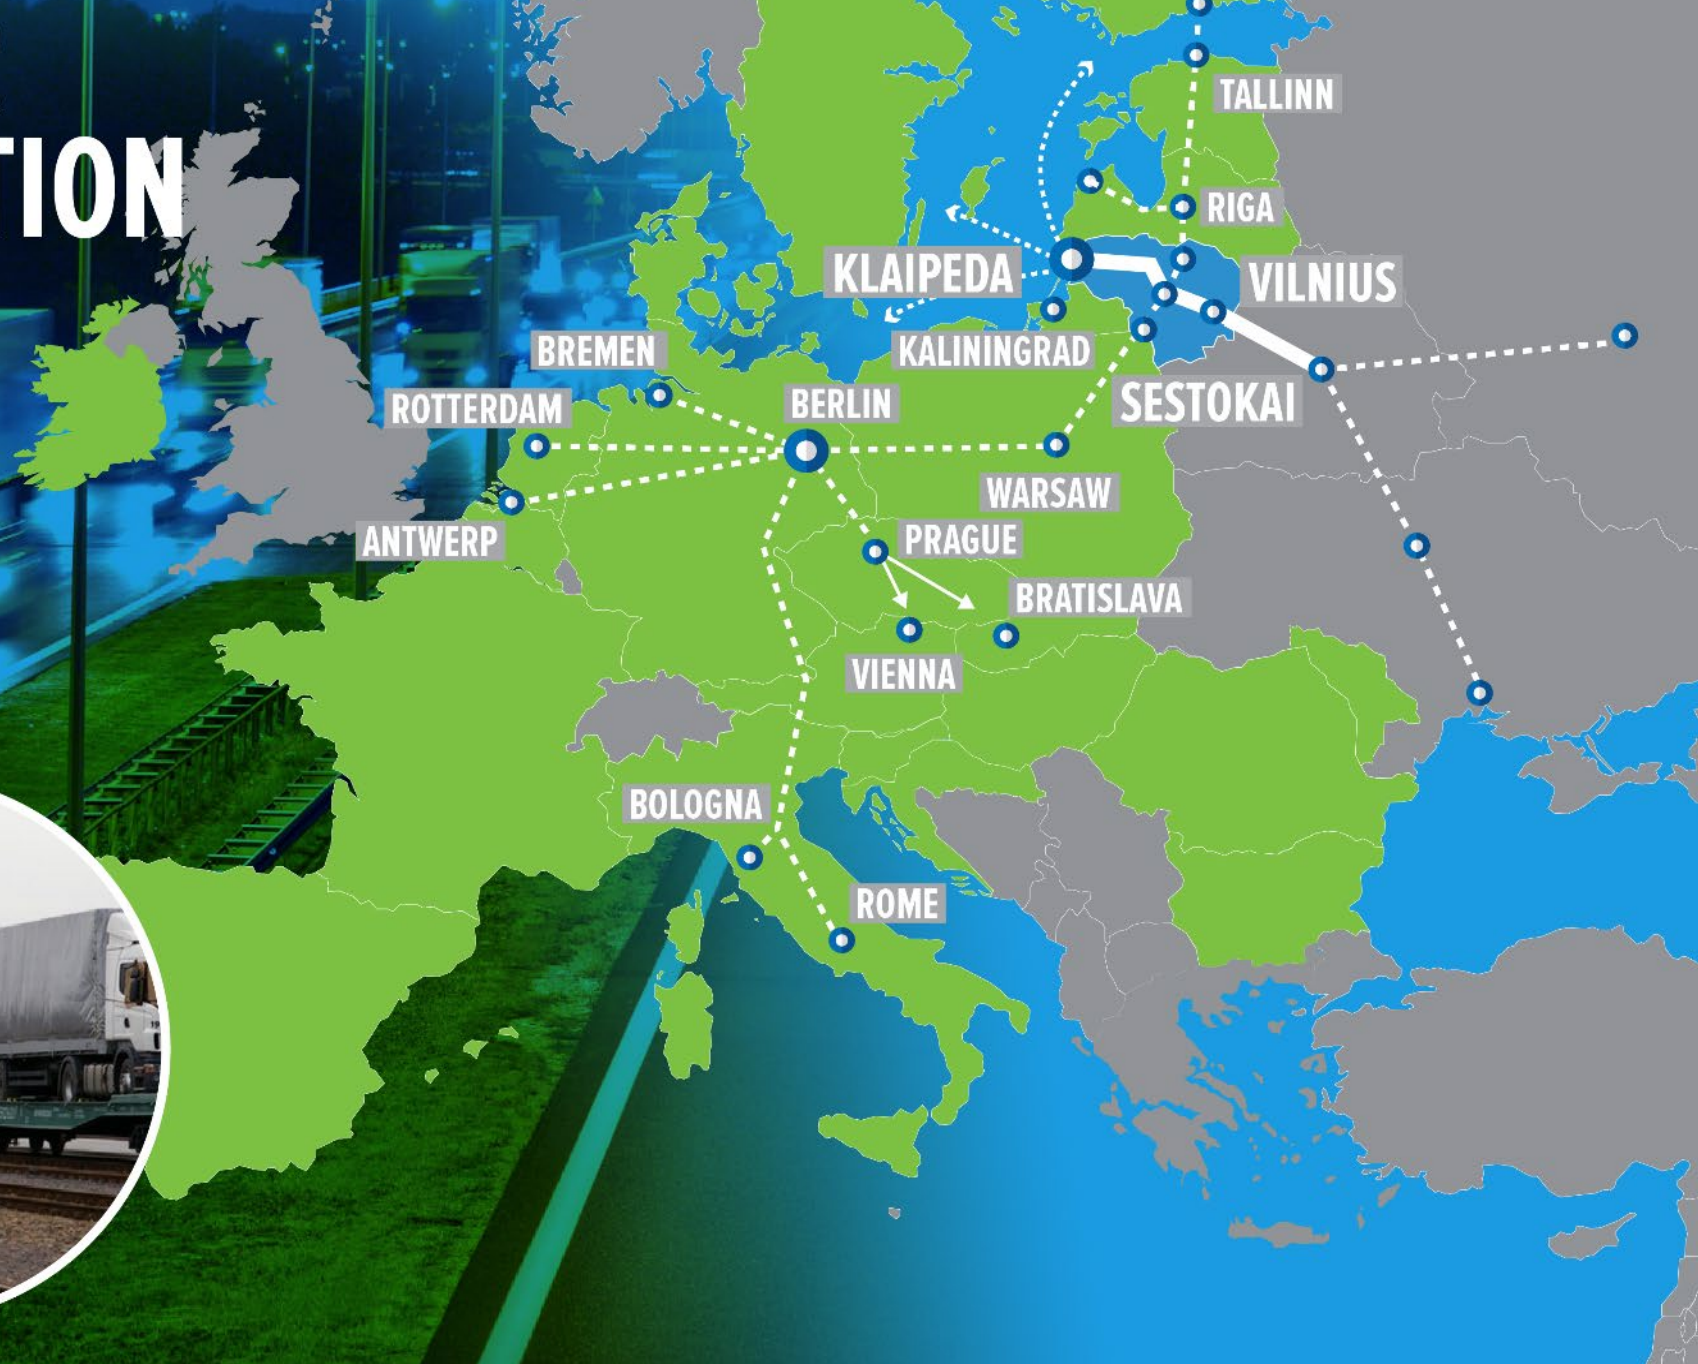 TION
TALLINN
RIGA
KLAIPEDA
VILNIUS
BREMEN
KALININGRAD
ROTTERDAM
BERLIN
SESTOKAI
WARSAW
ANTWERP
PRAGUE
BRATISLAVA
VIENNA
BOLOGNA
ROME